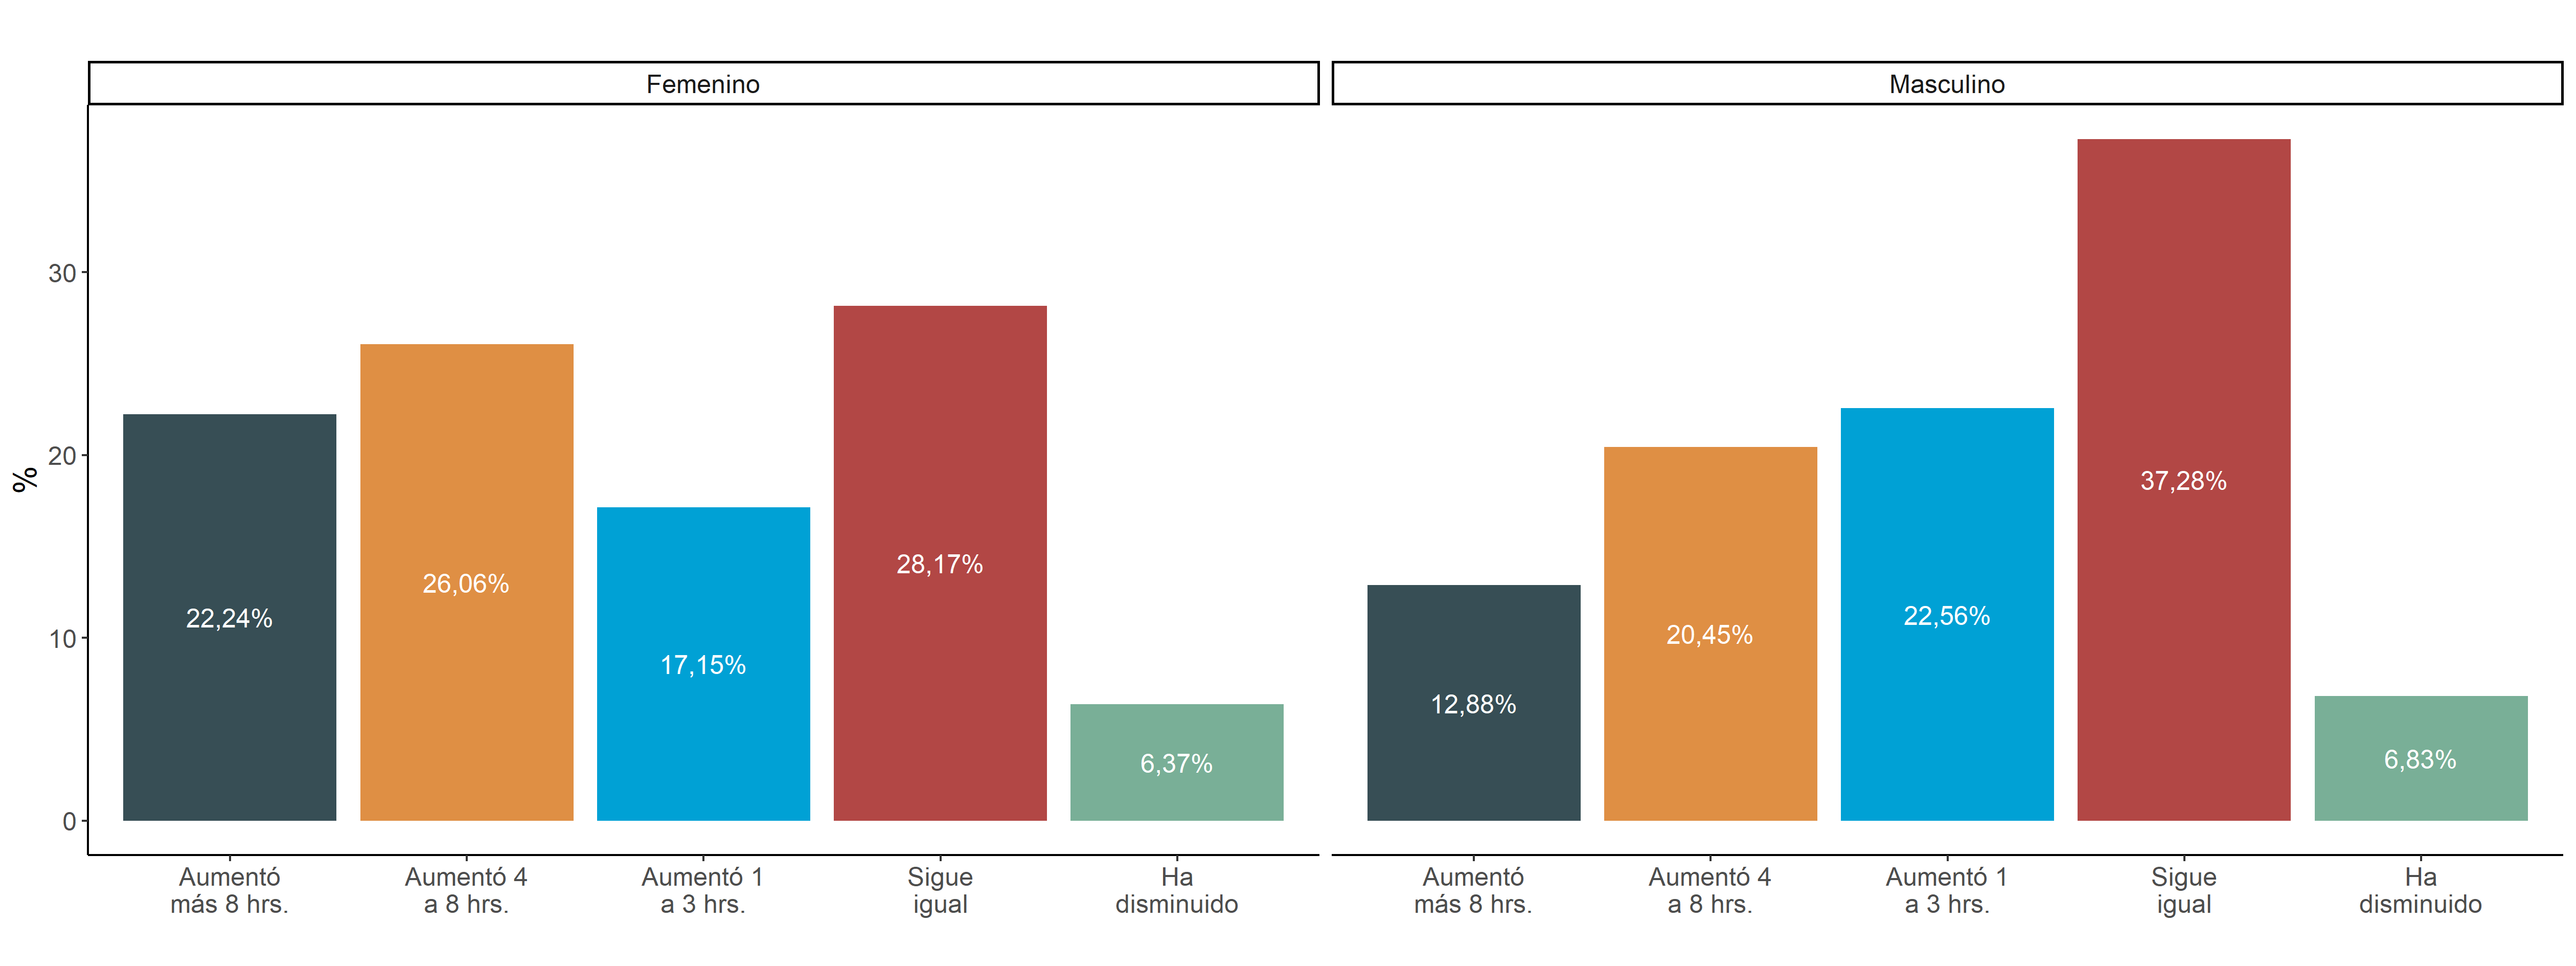 Femenino
Masculino
%
30
20
10
0
22,24%
26,06%
17,15%
28,17%
6,37%
12,88%
20,45%
22,56%
37,28%
6,83%
Aumentó
más 8 hrs.
Aumentó 4
a 8 hrs.
Aumentó 1
a 3 hrs.
Sigue
igual
Ha
disminuido
Aumentó
más 8 hrs.
Aumentó 4
a 8 hrs.
Aumentó 1
a 3 hrs.
Sigue
igual
Ha
disminuido